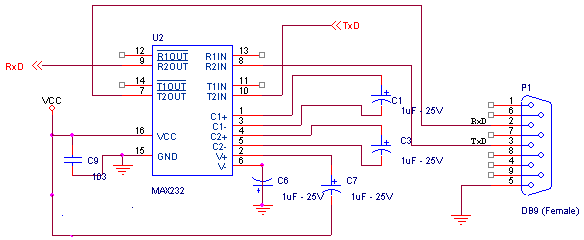 TxD
U2
12 R1OUT R1IN 13
RxD 9 R2OUT R2IN 8
14 T1OUT T1IN 11
7 T2OUT T2IN 10
P1
C1+ 1
C1- 3
C2+ 4
C2- 5
V+ 2
V- 6
VCC
16 VCC
15 GND
MAX232
C9
103
C1
1uF - 25V
C3
1uF - 25V
C6
1uF - 25V
C7
1uF - 25V
RxD
TxD
1
6
2
7
3
8
4
9
5
DB9 (Female)